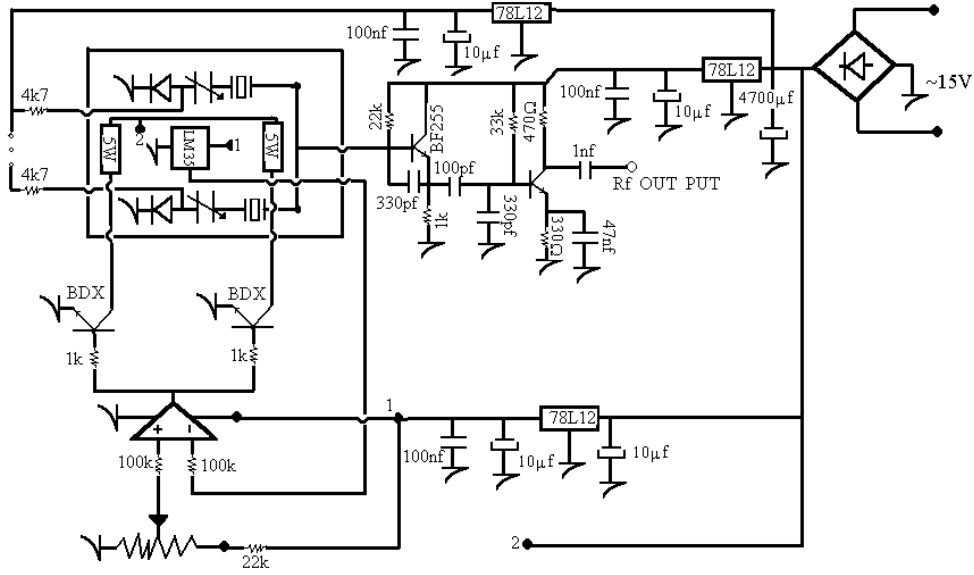 78L12
100nf
10µf
78L12
100nf
10µf
4700µf
~15V
4k7
5W
2
LM35
1
5W
22k
BF255
33k
470Ω
1nf
Rf OUT PUT
4k7
330pf
100pf
1k
330pf
330Ω
47nf
BDX
BDX
1k
1k
+
-
1
78L12
100nf
10µf
10µf
100k
100k
22k
2